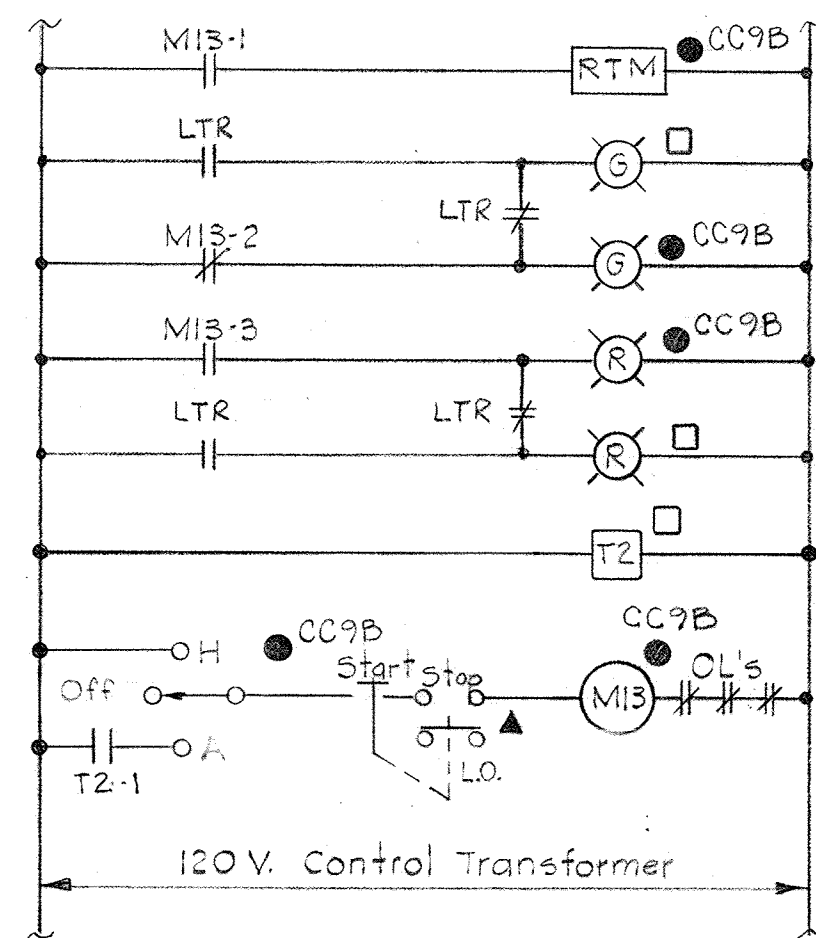 M13-1
CC9B
RTM
LTR
G
LTR
M13-2
CC9B
G
M13-3
CC9B
R
LTR
LTR
R
T2
CC9B
H
CC9B
Start
Stop
OL's
Off
M13
A
T2-1
L.O.
120 V. Control Transformer